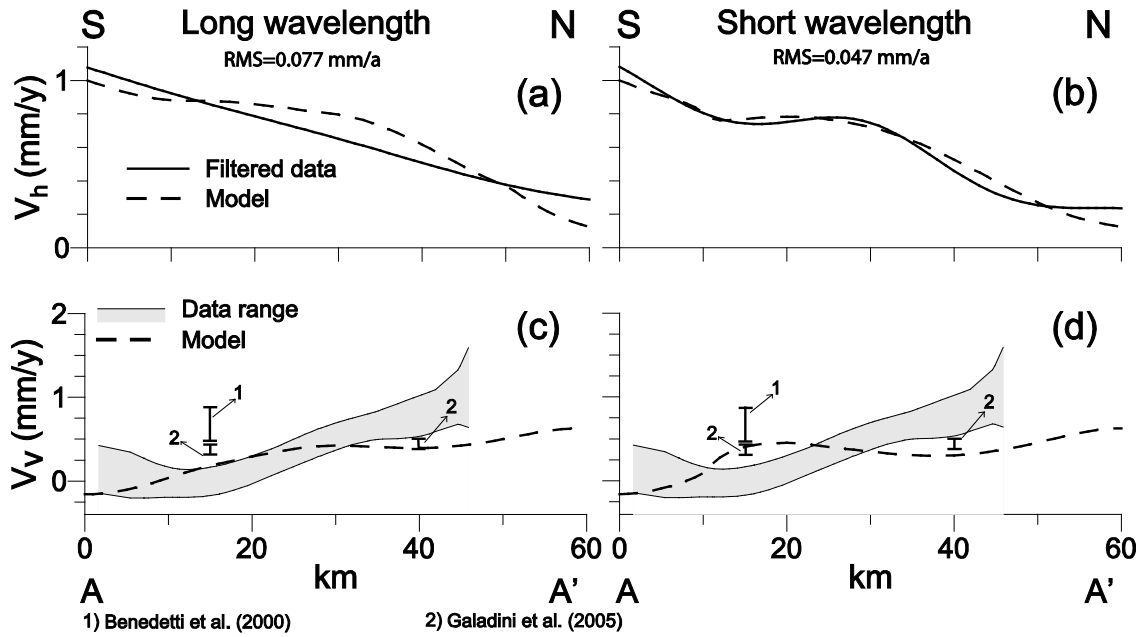 S Long wavelength N
RMS=0.077 mm/a
(a)
1
0
Vh (mm/y)
Filtered data
Model
S Short wavelength N
RMS=0.047 mm/a
(b)
Data range
Model
(c)
2
1
0
Vv (mm/y)
1
2
2
0 20 40 60
km
A A'
(d)
1
2
2
0 20 40 60
km
A A'
1) Benedetti et al. (2000) 2) Galadini et al. (2005)